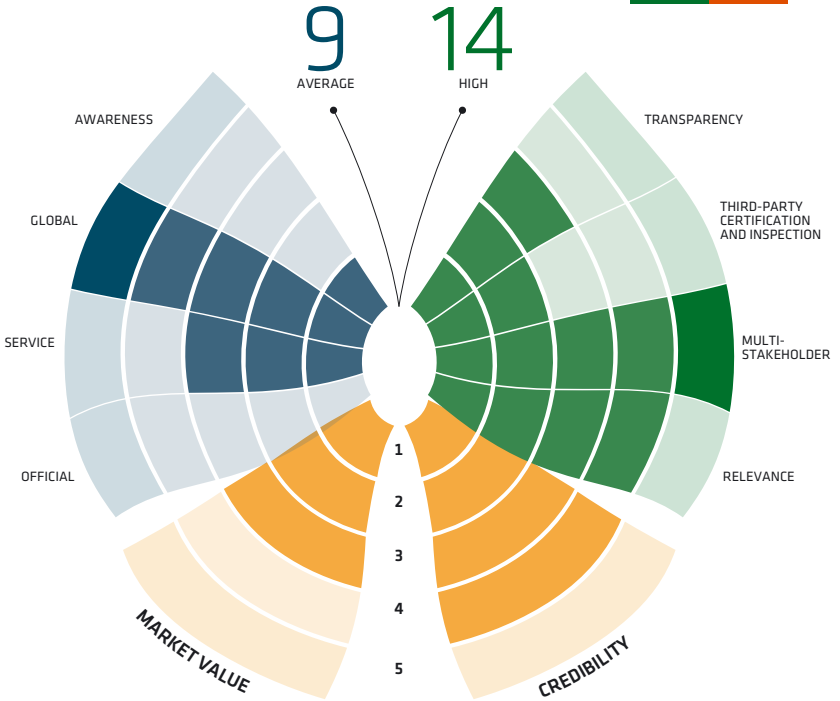 9
AVERAGE
14
HIGH
AWARENESS
GLOBAL
SERVICE
OFFICIAL
TRANSPARENCY
THIRD-PARTY
CERTIFICATION
AND INSPECTION
MULTI-
STAKEHOLDER
RELEVANCE
1
2
3
4
5
MARKET VALUE
CREDIBILITY